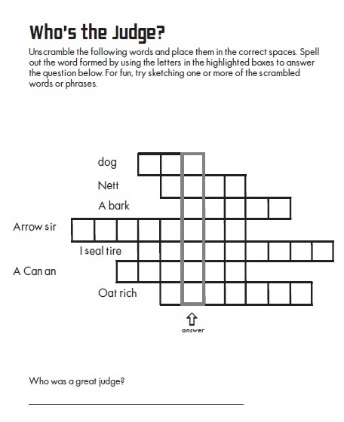 Who's the Judge?
Unscramble the following words and place them in the correct spaces. Spell
out the word formed by using the letters in the highlighted boxes to answer
the question below. For fun, try sketching one or more of the scrambled
words or phrases.
dog
Nett
A bark
Arrow sir
I seal tire
A Can an
Oat rich
answer
Who was a great judge?